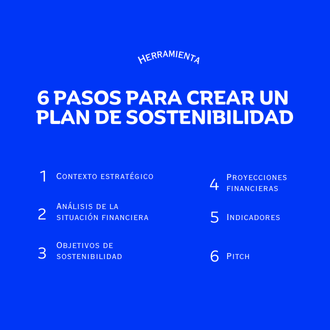 HERRAMIENTA
6 PASOS PARA CREAR UN
PLAN DE SOSTENIBILIDAD
1 CONTEXTO ESTRATÉGICO
2 ANÁLISIS DE LA
SITUACIÓN FINANCIERA
3 OBJETIVOS DE
SOSTENIBILIDAD
4 PROYECCIONES
FINANCIERAS
5 INDICADORES
6 PITCH